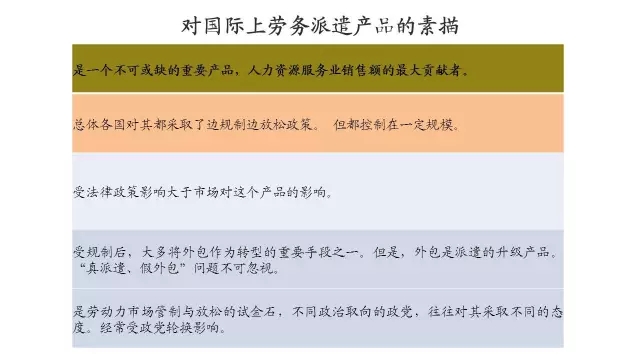 对国际上劳务派遣产品的素描
是一个不可或缺的重要产品，人力资源服务业销售额的最大贡献者。
总体各国对其都采取了边规制边放松政策。 但都控制在一定规模。
受法律政策影响大于市场对这个产品的影响。
受规制后，大多将外包作为转型的重要手段之一。但是，外包是派遣的升级产品。
“真派遣、假外包”问题不可忽视。
是劳动力市场管制与放松的试金石，不同政治取向的政党，往往对其采取不同的态
度。经常受政党轮换影响。